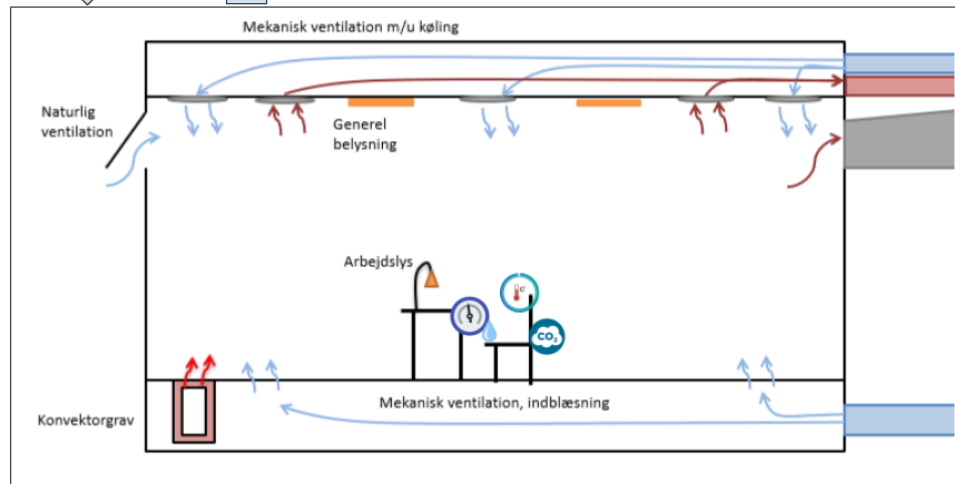 Mekanisk ventilation m/u køling
Naturlig
ventilation
Generel
belysning
Arbejdslys
c°
CO₂
Mekanisk ventilation, indblæsning
Konvektorgrav